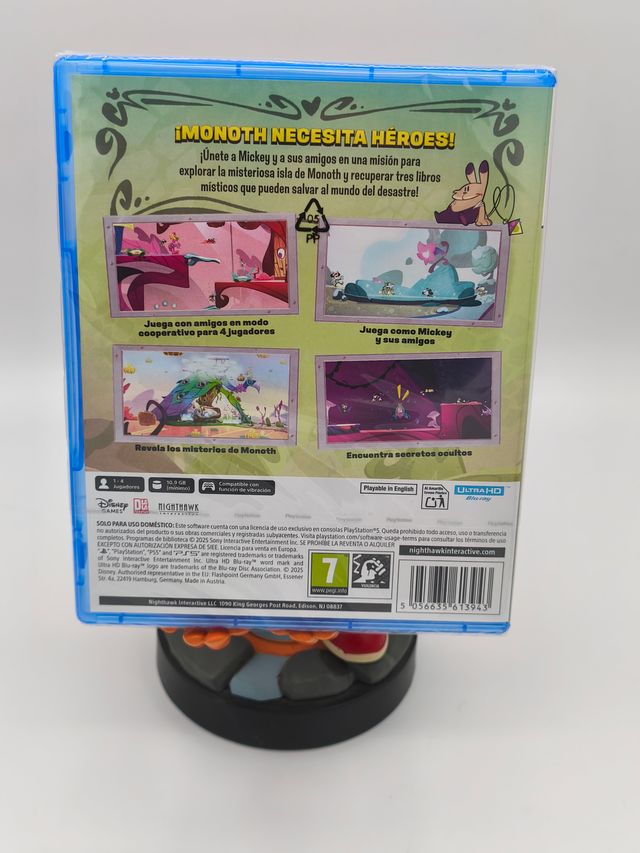 ¡MONOTH NECESITA HÉROES!
¡Únete a Mickey y a sus amigos en una misión para
explorar la misteriosa isla de Monoth y recuperar tres libros
místicos que pueden salvar al mundo del desastre!
05
PP
Juega con amigos en modo
cooperativo para 4 jugadores
Juega como Mickey
y sus amigos
Revela los misterios de Monoth
Encuentra secretos ocultos
1 - 4
Jugadores
10.9 GB
(mínimo)
Compatible con
función de vibración
Playable in English
Al Amarillo
Envase Plástico
ULTRA HD
Blu-ray
Disney
GAMES
NIGHTHAWK
INTERACTIVE
SOLO PARA USO DOMÉSTICO: Este software cuenta con una licencia de uso exclusivo en consolas PlayStation®5. Queda prohibido todo acceso, uso o transferencia
no autorizados del producto o sus obras comerciales y registradas subyacentes. Visita playstation.com/software-usage-terms para consultar los términos de uso
completos. Programas de biblioteca © 2025 Sony Interactive Entertainment Inc. SE PROHÍBE LA REVENTA O ALQUILER
EXCEPTO CON AUTORIZACIÓN EXPRESA DE SIEE. Licencia para venta en Europa.
"PlayStation", "PS5" and "PS5" are registered trademarks or trademarks
of Sony Interactive Entertainment Inc. Ultra HD Blu-ray™ word mark and
Ultra HD Blu-ray™ logo are trademarks of the Blu-ray Disc Association. © 2025
Disney. Authorised representative in the EU: Flashpoint Germany GmbH, Essener
Str. 4a, 22419 Hamburg, Germany. Made in Austria.
7
www.pegi.info
VIOLENCIA
nighthawkinteractive.com
5 056635 613943
Nighthawk Interactive LLC 1090 King Georges Post Road, Edison, NJ 08837